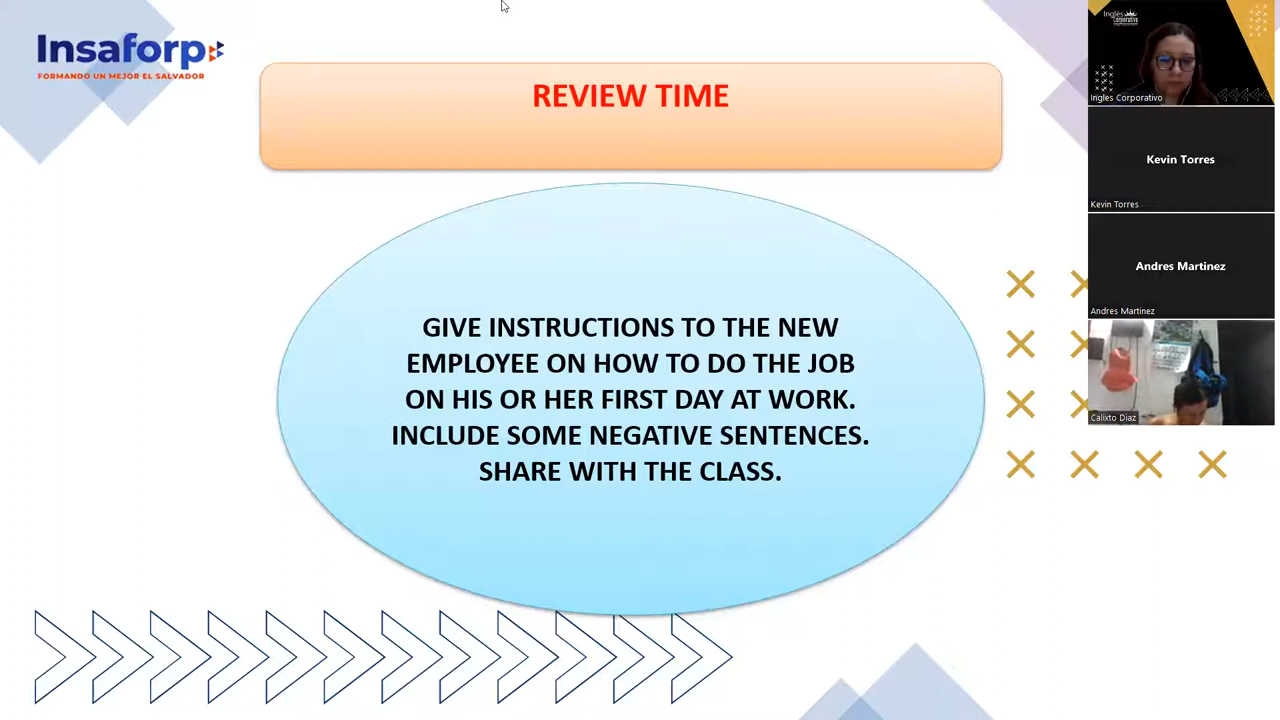 Insaforp
FORMANDO UN MEJOR EL SALVADOR
REVIEW TIME
GIVE INSTRUCTIONS TO THE NEW
EMPLOYEE ON HOW TO DO THE JOB
ON HIS OR HER FIRST DAY AT WORK.
INCLUDE SOME NEGATIVE SENTENCES.
SHARE WITH THE CLASS.
Inglés
Corporativo
Ingles Corporativo
Kevin Torres
Kevin Torres
Andres Martinez
Andres Martinez
Calixto Diaz